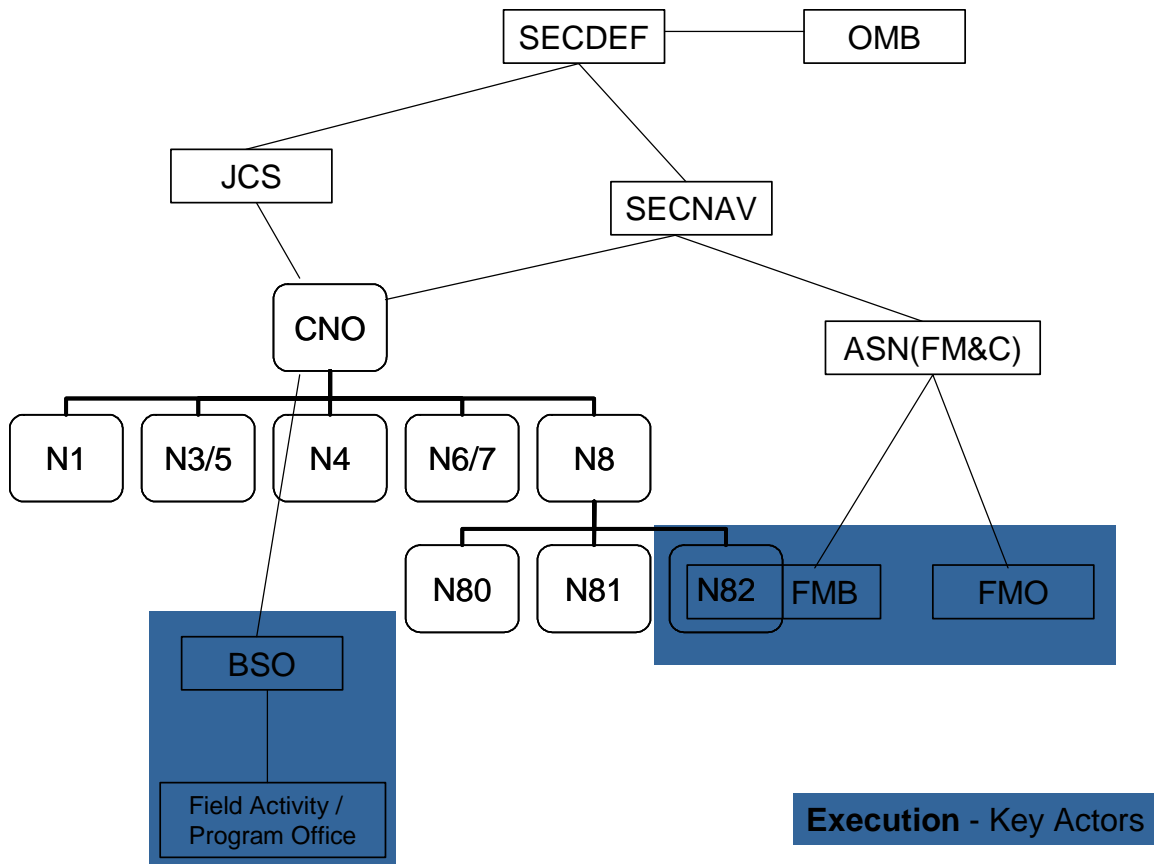 SECDEF
OMB
JCS
SECNAV
CNO
ASN(FM&C)
N1
N3/5
N4
N6/7
N8
N80
N81
N82
FMB
FMO
BSO
Field Activity /
Program Office
Execution - Key Actors